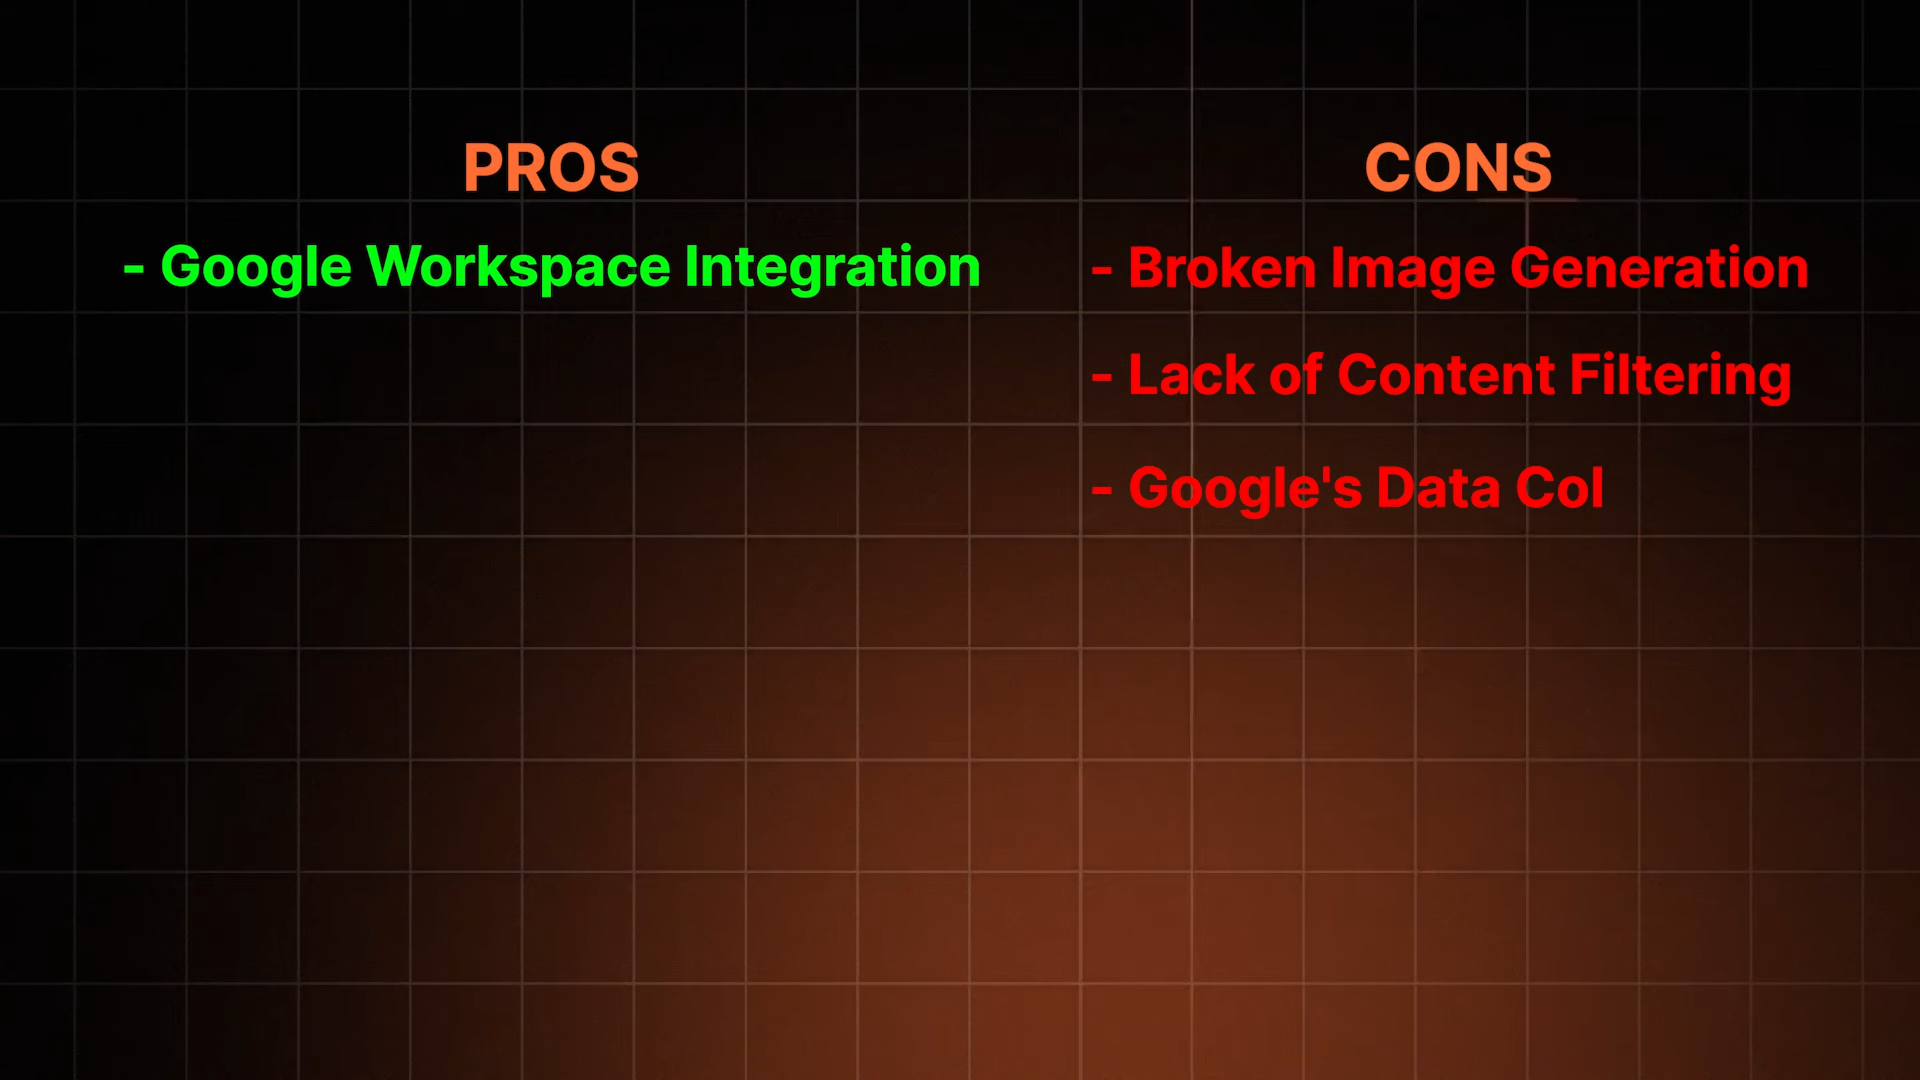 PROS
- Google Workspace Integration
CONS
- Broken Image Generation
- Lack of Content Filtering
- Google's Data Col